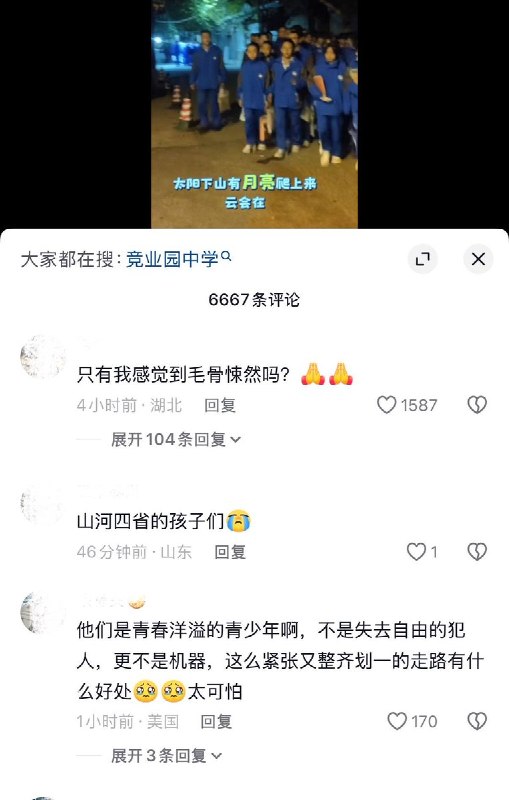 太阳下山有月亮爬上来
云会在
大家都在搜：竞业园中学
6667条评论
只有我感觉到毛骨悚然吗？🙏🙏
4小时前·湖北 回复 1587
展开104条回复
山河四省的孩子们😭
46分钟前·山东 回复 1
他们是青春洋溢的青少年啊，不是失去自由的犯
人，更不是机器，这么紧张又整齐划一的走路有什
么好处🥹🥹太可怕
1小时前·美国 回复 170
展开3条回复